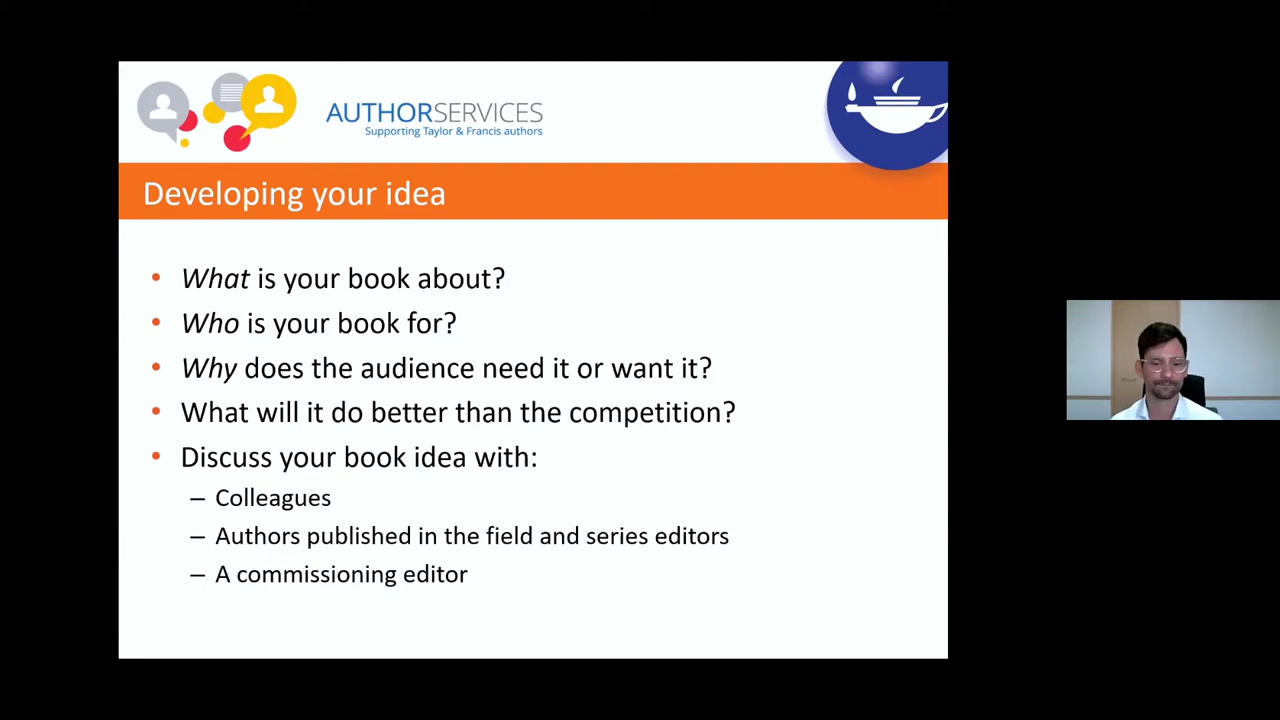 AUTHORSERVICES
Supporting Taylor & Francis authors
Developing your idea
• What is your book about?
• Who is your book for?
• Why does the audience need it or want it?
• What will it do better than the competition?
• Discuss your book idea with:
– Colleagues
– Authors published in the field and series editors
– A commissioning editor